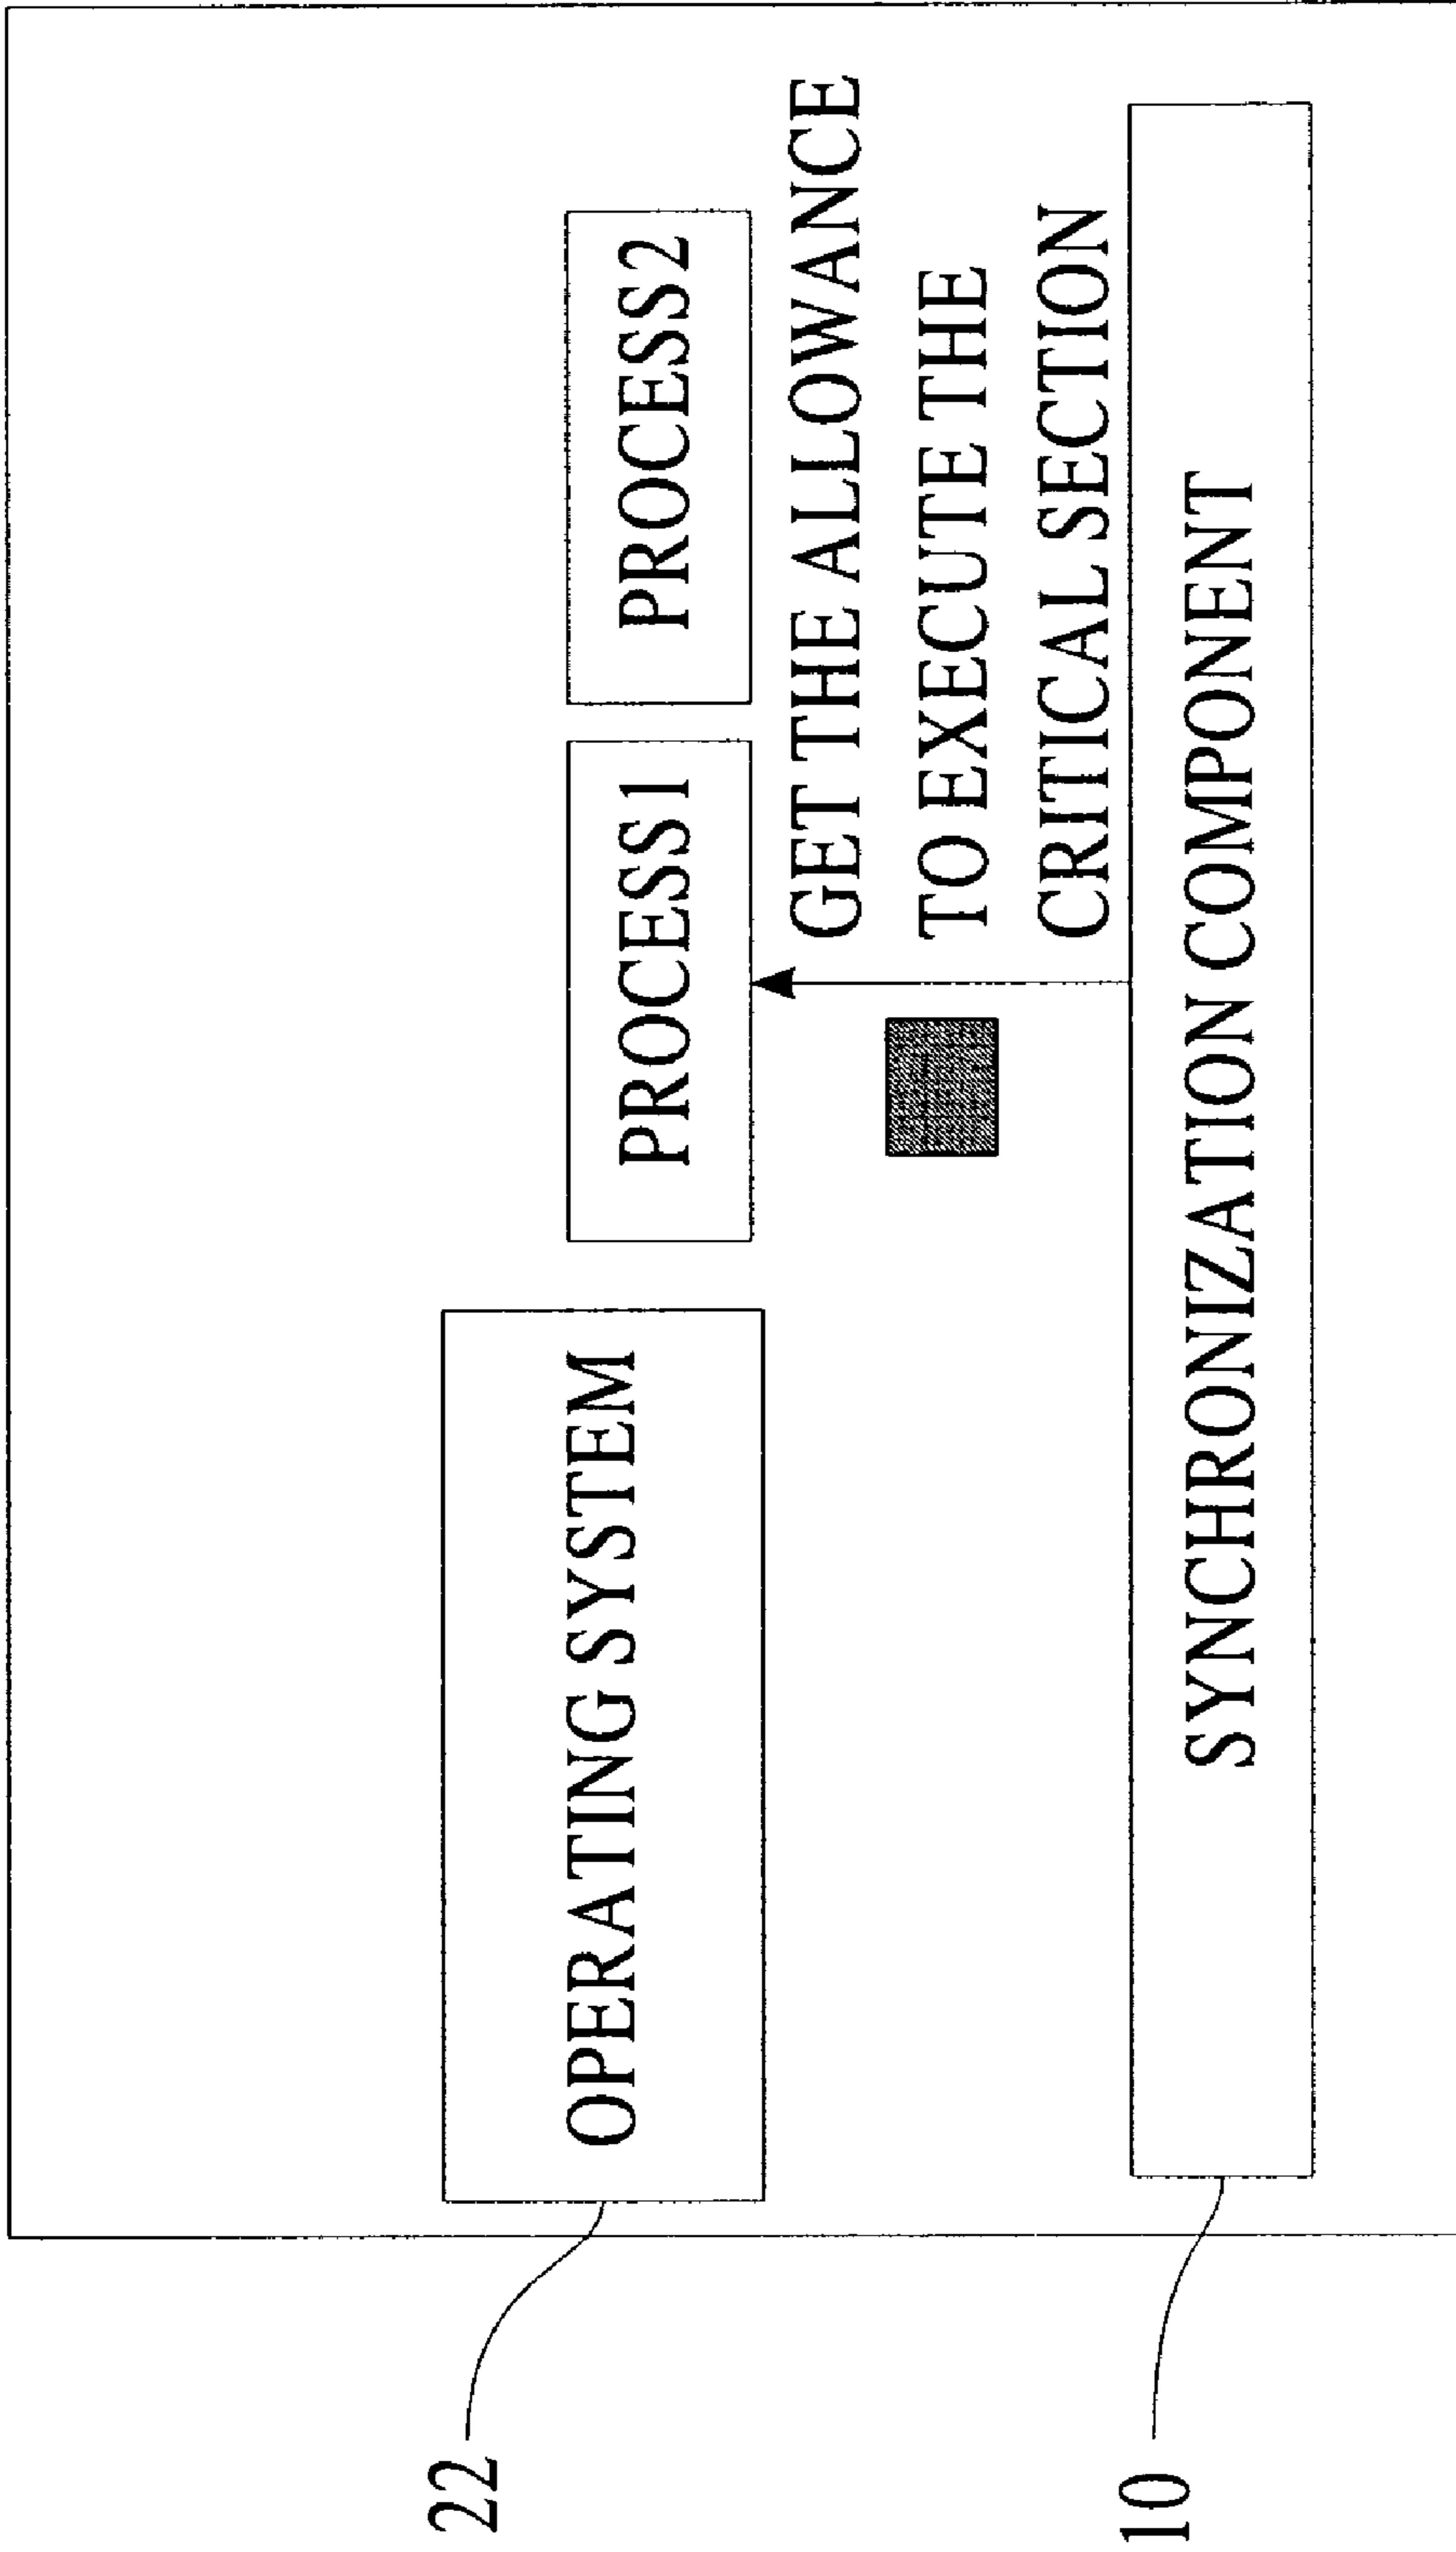 PROCESS1
PROCESS2
OPERATING SYSTEM
22
GET THE ALLOWANCE
TO EXECUTE THE
CRITICAL SECTION
SYNCHRONIZATION COMPONENT
10